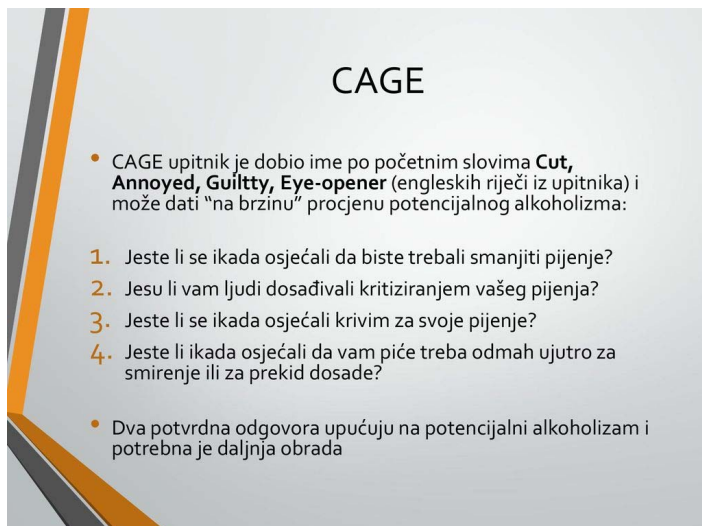 CAGE
• CAGE upitnik je dobio ime po početnim slovima Cut,
Annoyed, Guiltty, Eye-opener (engleskih riječi iz upitnika) i
može dati “na brzinu” procjenu potencijalnog alkoholizma:
1. Jeste li se ikada osjećali da biste trebali smanjiti pijenje?
2. Jesu li vam ljudi dosađivali kritiziranjem vašeg pijenja?
3. Jeste li se ikada osjećali krivim za svoje pijenje?
4. Jeste li ikada osjećali da vam piće treba odmah ujutro za
smirenje ili za prekid dosade?
• Dva potvrdna odgovora upućuju na potencijalni alkoholizam i
potrebna je daljnja obrada